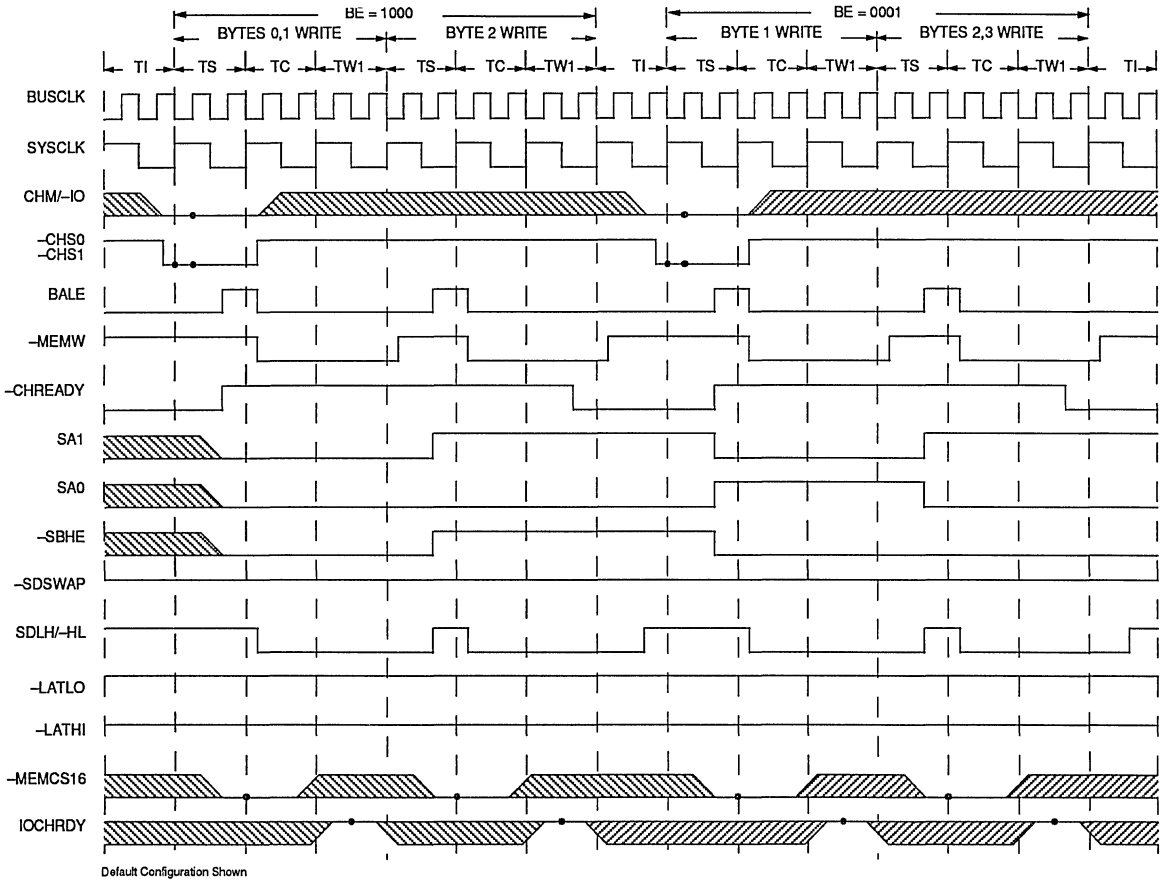 BE = 1000 BE = 0001
BYTES 0,1 WRITE BYTE 2 WRITE BYTE 1 WRITE BYTES 2,3 WRITE
TI TS TC TW1 TS TC TW1 TI TS TC TW1 TS TC TW1 TI
BUSCLK
SYSCLK
CHM/–IO
–CHS0
–CHS1
BALE
–MEMW
–CHREADY
SA1
SA0
–SBHE
–SDSWAP
SDLH/–HL
–LATLO
–LATHI
–MEMCS16
IOCHRDY
Default Configuration Shown